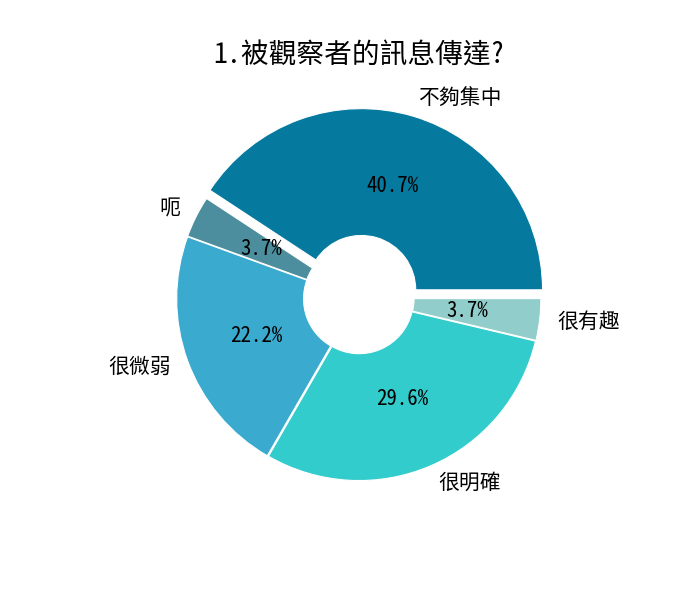 1.被觀察者的訊息傳達?
不夠集中
40.7%
呃
3.7%
22.2%
很微弱
3.7%
很有趣
29.6%
很明確